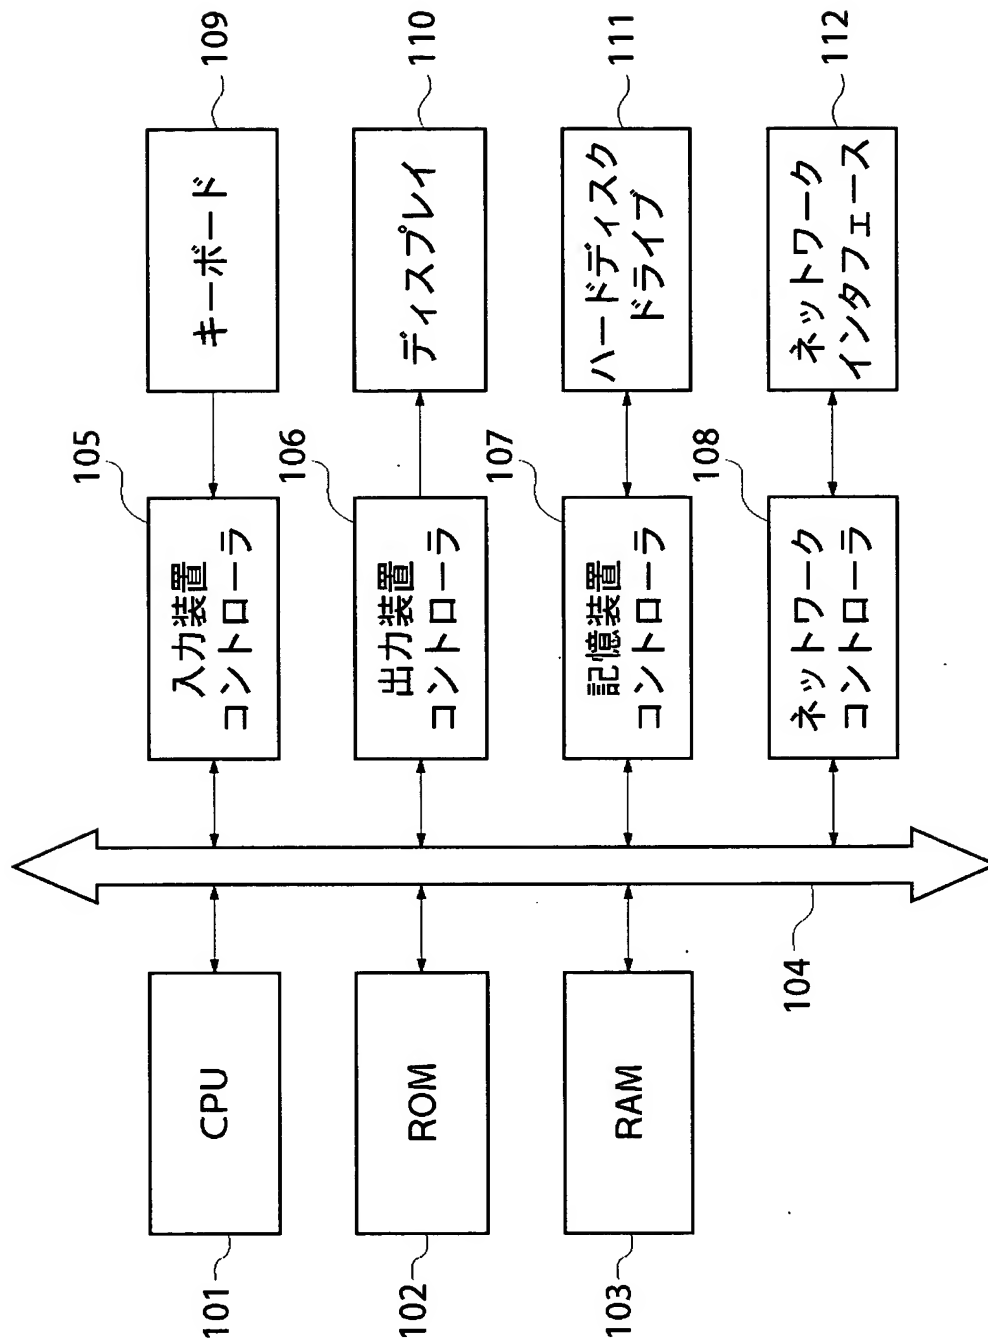 101
CPU
102
ROM
103
RAM
104
105
入力装置
コントローラ
106
出力装置
コントローラ
107
記憶装置
コントローラ
108
ネットワーク
コントローラ
109
キーボード
110
ディスプレイ
111
ハードディスク
ドライブ
112
ネットワーク
インタフェース